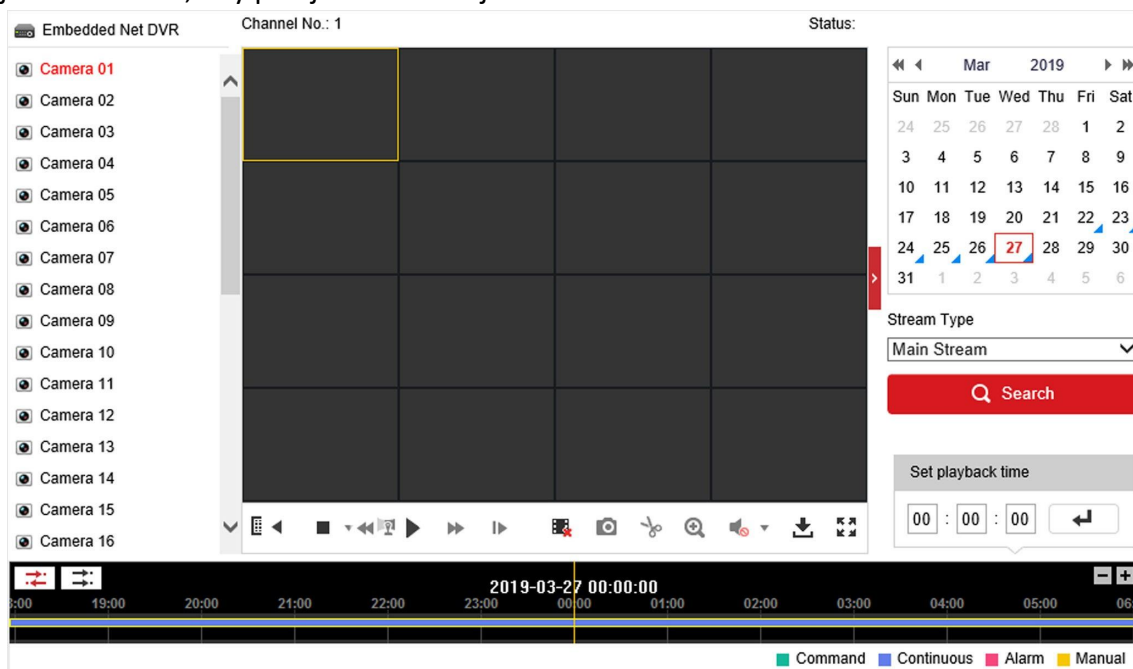 Embedded Net DVR
Channel No.: 1
Status:
Camera 01
Camera 02
Camera 03
Camera 04
Camera 05
Camera 06
Camera 07
Camera 08
Camera 09
Camera 10
Camera 11
Camera 12
Camera 13
Camera 14
Camera 15
Camera 16
Mar 2019
Sun Mon Tue Wed Thu Fri Sat
24 25 26 27 28 1 2
3 4 5 6 7 8 9
10 11 12 13 14 15 16
17 18 19 20 21 22 23
24 25 26 27 28 29 30
31 1 2 3 4 5 6
Stream Type
Main Stream
Search
Set playback time
00 : 00 : 00
2019-03-27 00:00:00
19:00 20:00 21:00 22:00 23:00 00:00 01:00 02:00 03:00 04:00 05:00
Command Continuous Alarm Manual